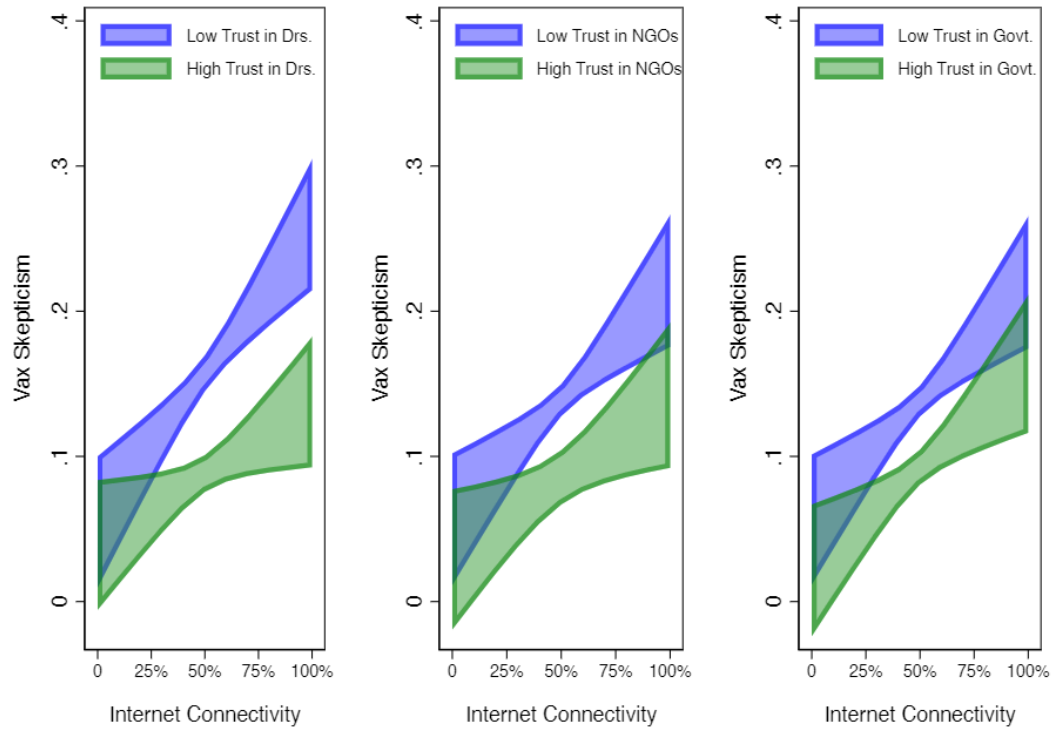 Low Trust in Drs.
High Trust in Drs.
.4
.3
.2
.1
0
Vax Skepticism
0 25% 50% 75% 100%
Internet Connectivity
Low Trust in NGOs
High Trust in NGOs
.4
.3
.2
.1
0
Vax Skepticism
0 25% 50% 75% 100%
Internet Connectivity
Low Trust in Govt.
High Trust in Govt.
.4
.3
.2
.1
0
Vax Skepticism
0 25% 50% 75% 100%
Internet Connectivity